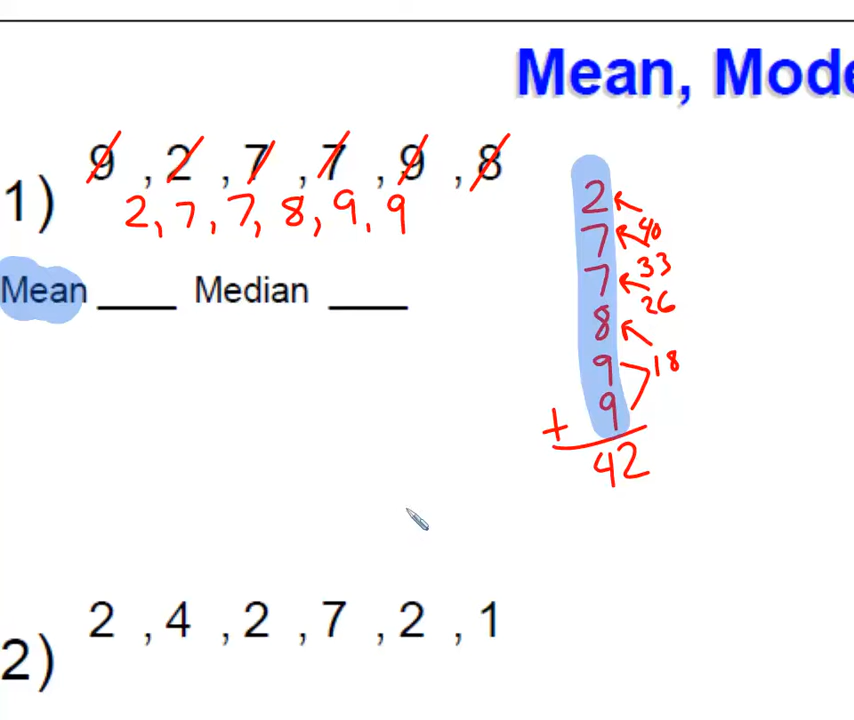 Mean, Mode
1) 9 , 2 , 7 , 7 , 9 , 8
2, 7, 7, 8, 9, 9
Mean ____ Median ____
2
7 40
7 33
8 26
9 18
+ 9
42
2) 2 , 4 , 2 , 7 , 2 , 1